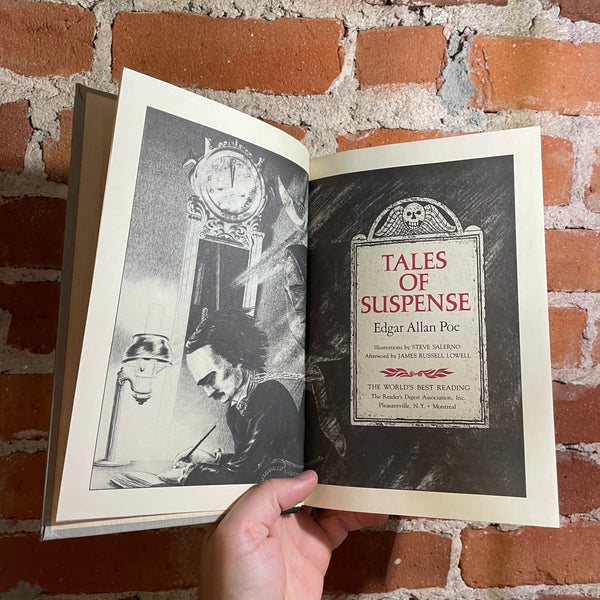 TALES
OF
SUSPENSE
Edgar Allan Poe
Illustrations by STEVE SALERNO
Afterword by JAMES RUSSELL LOWELL
THE WORLD'S BEST READING
The Reader's Digest Association, Inc.
Pleasantville, N.Y. • Montreal